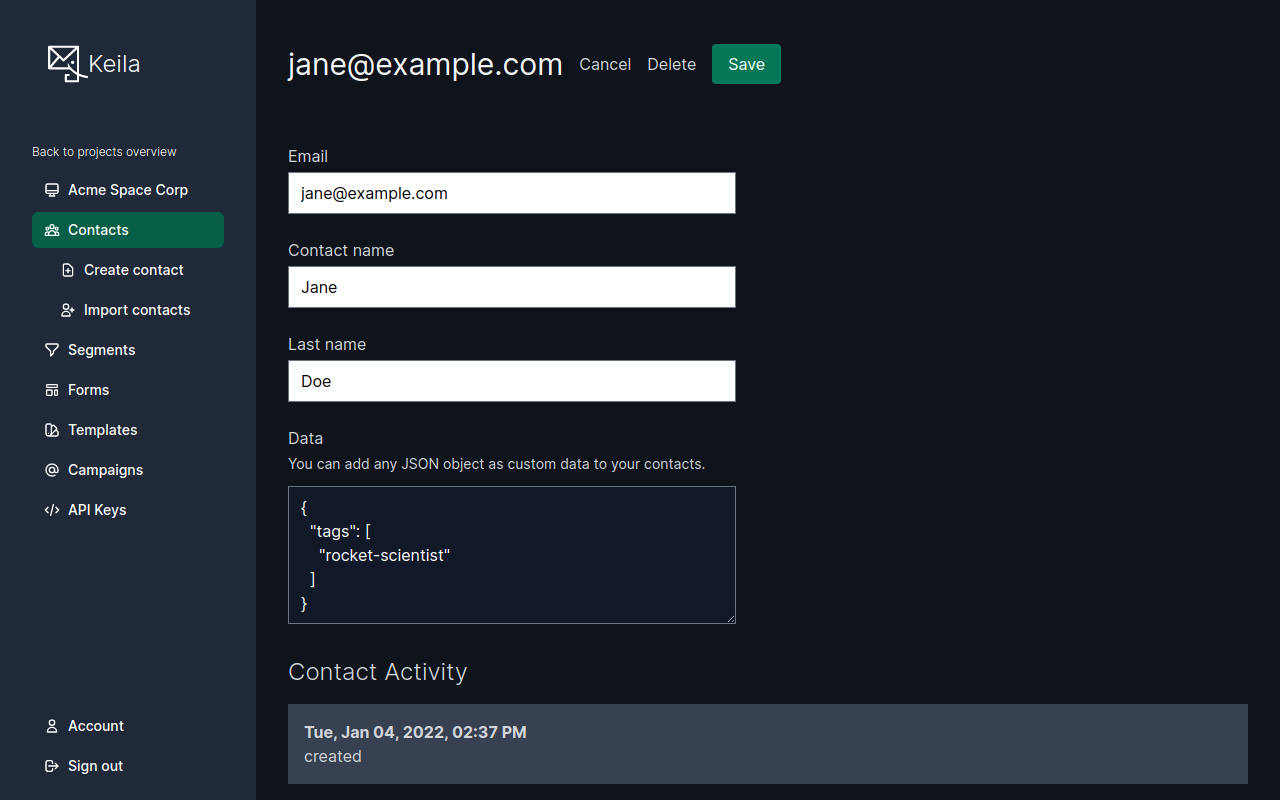 Keila
Back to projects overview
Acme Space Corp
Contacts
Create contact
Import contacts
Segments
Forms
Templates
Campaigns
API Keys
Account
Sign out
jane@example.com Cancel Delete Save
Email
jane@example.com
Contact name
Jane
Last name
Doe
Data
You can add any JSON object as custom data to your contacts.
{
  "tags": [
    "rocket-scientist"
  ]
}
Contact Activity
Tue, Jan 04, 2022, 02:37 PM
created